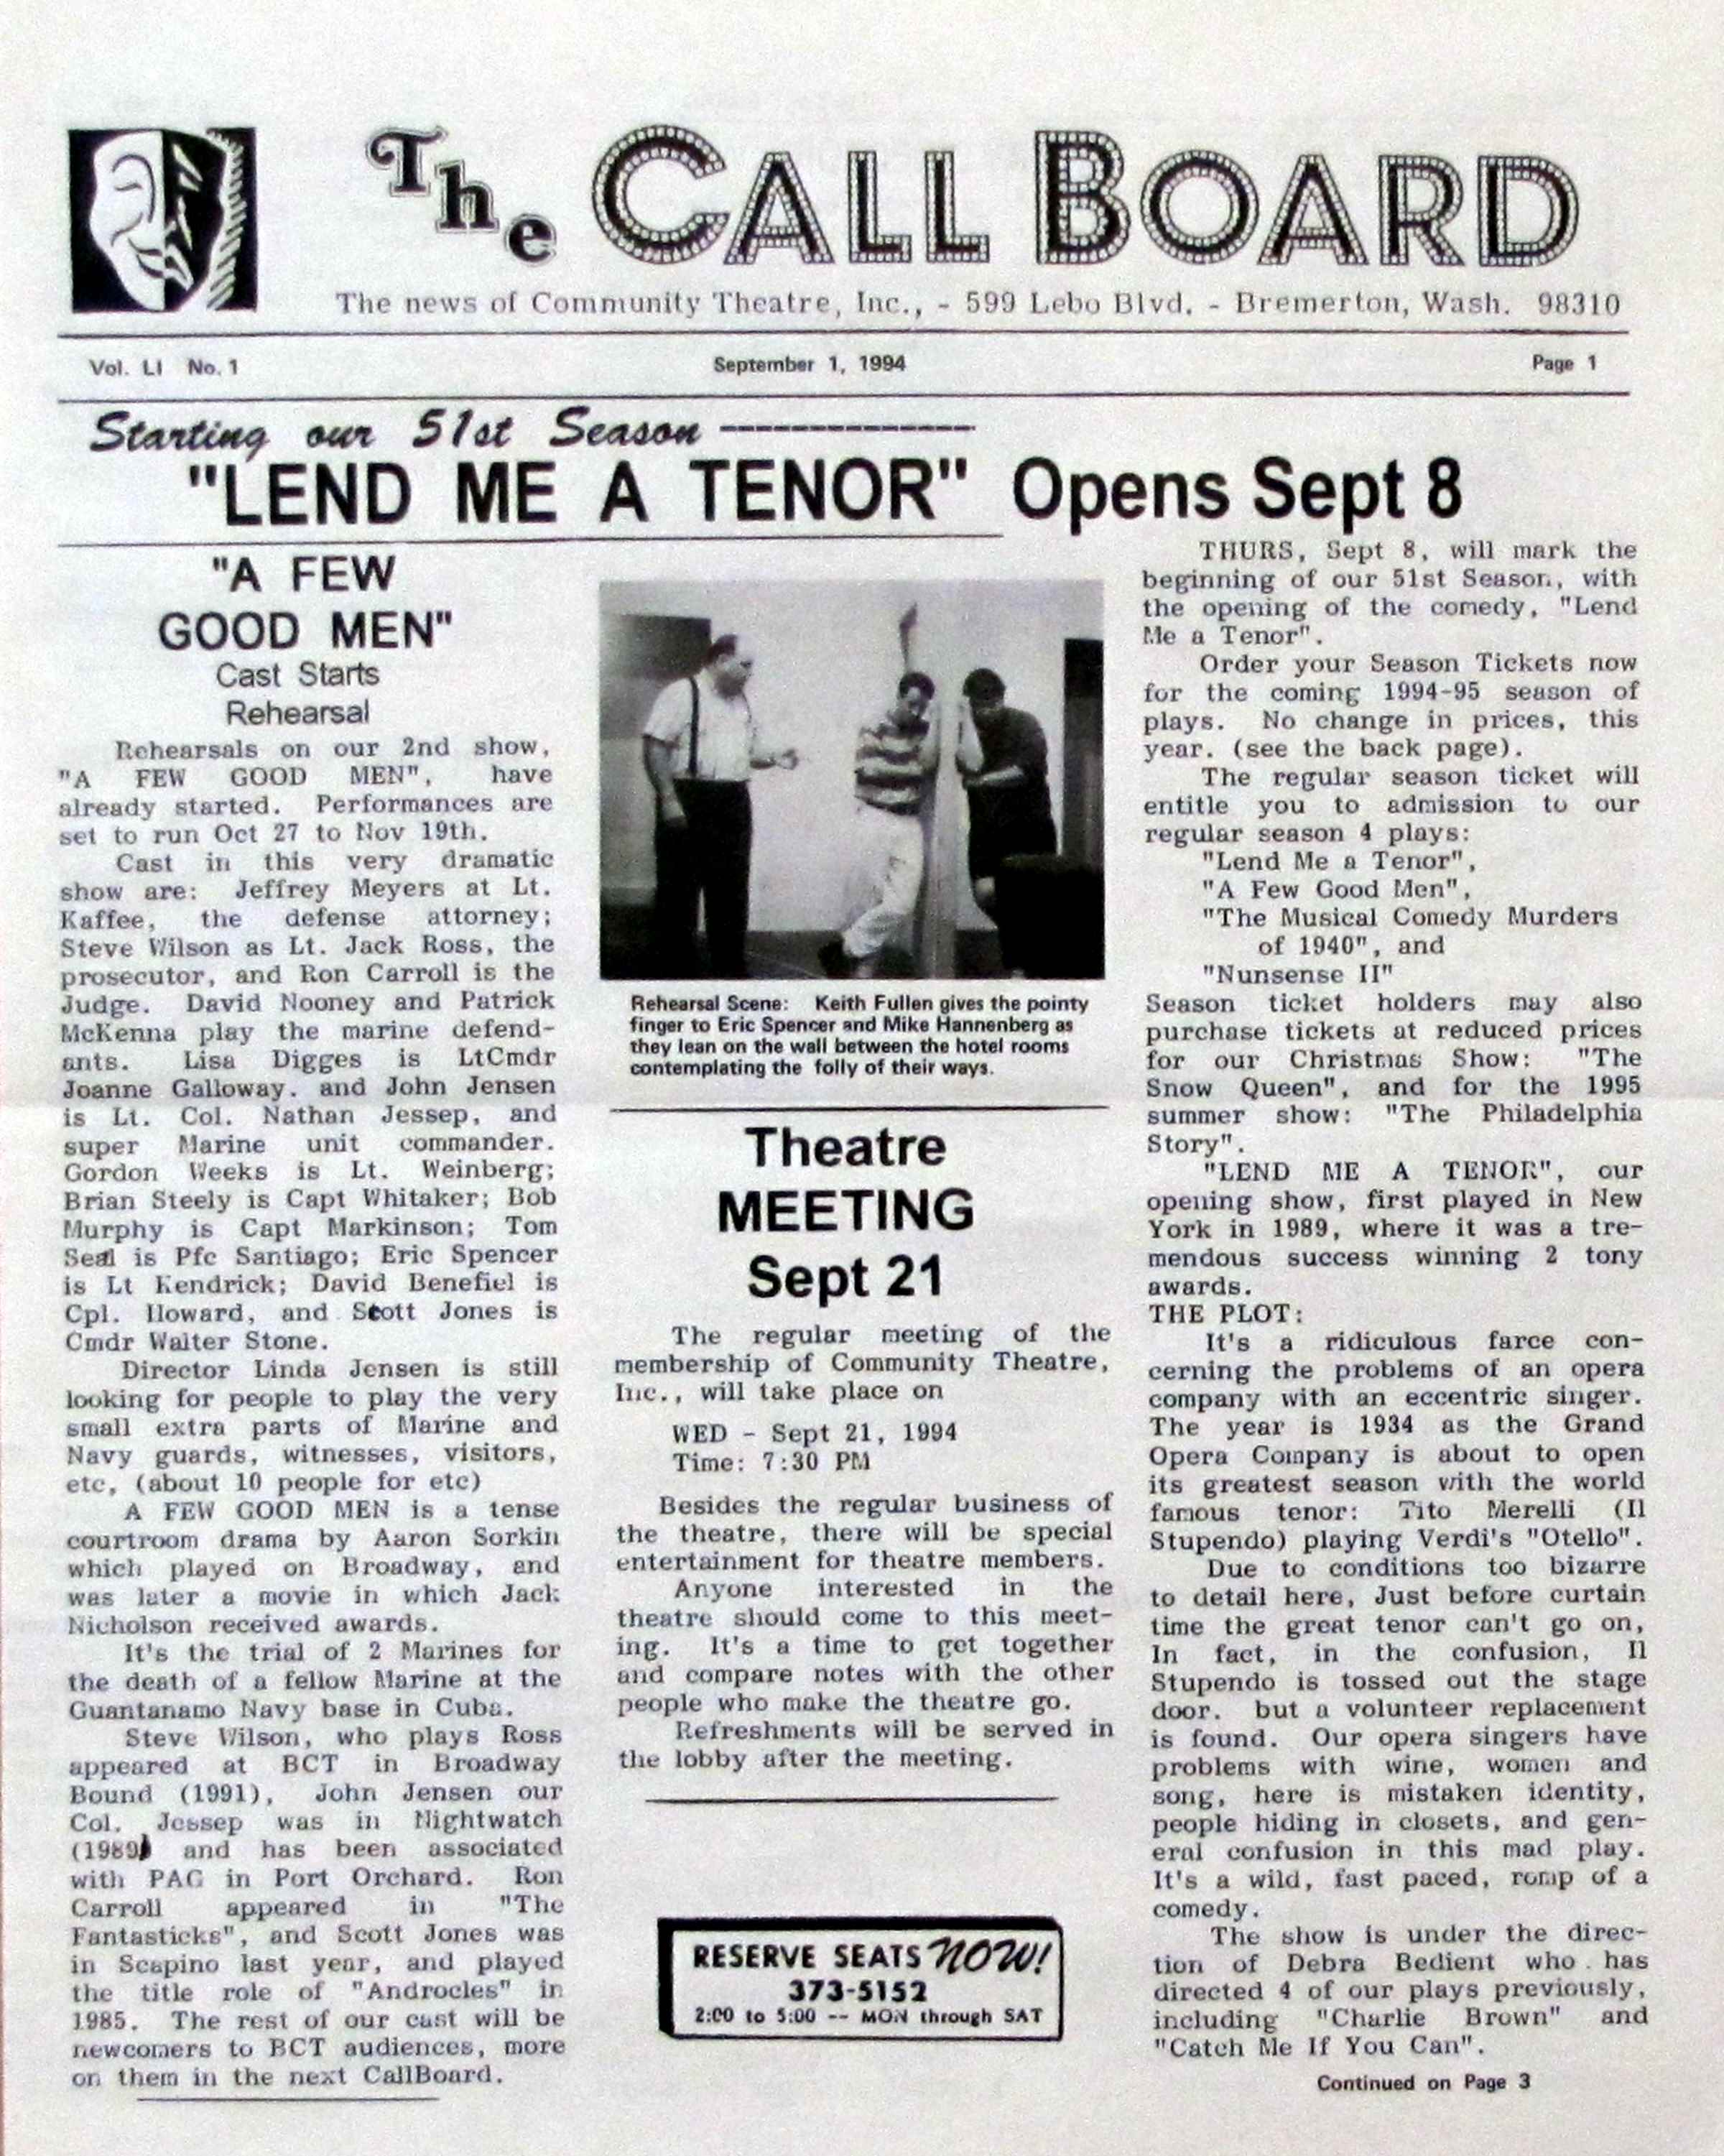 The CALL BOARD
The news of Community Theatre, Inc., - 599 Lebo Blvd. - Bremerton, Wash. 98310
Vol. LI No. 1 September 1, 1994 Page 1
Starting our 51st Season --------------
"LEND ME A TENOR" Opens Sept 8
"A FEW
GOOD MEN"
Cast Starts
Rehearsal
Rehearsals on our 2nd show,
"A FEW GOOD MEN", have
already started. Performances are
set to run Oct 27 to Nov 19th.
Cast in this very dramatic
show are: Jeffrey Meyers at Lt.
Kaffee, the defense attorney;
Steve Wilson as Lt. Jack Ross, the
prosecutor, and Ron Carroll is the
Judge. David Nooney and Patrick
McKenna play the marine defend-
ants. Lisa Digges is LtCmdr
Joanne Galloway. and John Jensen
is Lt. Col. Nathan Jessep, and
super Marine unit commander.
Gordon Weeks is Lt. Weinberg;
Brian Steely is Capt Whitaker; Bob
Murphy is Capt Markinson; Tom
Seal is Pfc Santiago; Eric Spencer
is Lt Kendrick; David Benefiel is
Cpl. Howard, and Scott Jones is
Cmdr Walter Stone.
Director Linda Jensen is still
looking for people to play the very
small extra parts of Marine and
Navy guards, witnesses, visitors,
etc, (about 10 people for etc)
A FEW GOOD MEN is a tense
courtroom drama by Aaron Sorkin
which played on Broadway, and
was later a movie in which Jack
Nicholson received awards.
It's the trial of 2 Marines for
the death of a fellow Marine at the
Guantanamo Navy base in Cuba.
Steve Wilson, who plays Ross
appeared at BCT in Broadway
Bound (1991), John Jensen our
Col. Jessep was in Nightwatch
(1989) and has been associated
with PAC in Port Orchard. Ron
Carroll appeared in "The
Fantasticks", and Scott Jones was
in Scapino last year, and played
the title role of "Androcles" in
1985. The rest of our cast will be
newcomers to BCT audiences, more
on them in the next CallBoard.
Rehearsal Scene: Keith Fullen gives the pointy
finger to Eric Spencer and Mike Hannenberg as
they lean on the wall between the hotel rooms
contemplating the folly of their ways.
Theatre
MEETING
Sept 21
The regular meeting of the
membership of Community Theatre,
Inc., will take place on
WED - Sept 21, 1994
Time: 7:30 PM
Besides the regular business of
the theatre, there will be special
entertainment for theatre members.
Anyone interested in the
theatre should come to this meet-
ing. It's a time to get together
and compare notes with the other
people who make the theatre go.
Refreshments will be served in
the lobby after the meeting.
RESERVE SEATS NOW!
373-5152
2:00 to 5:00 -- MON through SAT
THURS, Sept 8, will mark the
beginning of our 51st Season, with
the opening of the comedy, "Lend
Me a Tenor".
Order your Season Tickets now
for the coming 1994-95 season of
plays. No change in prices, this
year. (see the back page).
The regular season ticket will
entitle you to admission to our
regular season 4 plays:
"Lend Me a Tenor",
"A Few Good Men",
"The Musical Comedy Murders
of 1940", and
"Nunsense II"
Season ticket holders may also
purchase tickets at reduced prices
for our Christmas Show: "The
Snow Queen", and for the 1995
summer show: "The Philadelphia
Story".
"LEND ME A TENOR", our
opening show, first played in New
York in 1989, where it was a tre-
mendous success winning 2 tony
awards.
THE PLOT:
It's a ridiculous farce con-
cerning the problems of an opera
company with an eccentric singer.
The year is 1934 as the Grand
Opera Company is about to open
its greatest season with the world
famous tenor: Tito Merelli (Il
Stupendo) playing Verdi's "Otello".
Due to conditions too bizarre
to detail here, Just before curtain
time the great tenor can't go on,
In fact, in the confusion, Il
Stupendo is tossed out the stage
door. but a volunteer replacement
is found. Our opera singers have
problems with wine, women and
song, here is mistaken identity,
people hiding in closets, and gen-
eral confusion in this mad play.
It's a wild, fast paced, romp of a
comedy.
The show is under the direc-
tion of Debra Bedient who has
directed 4 of our plays previously,
including "Charlie Brown" and
"Catch Me If You Can".
Continued on Page 3